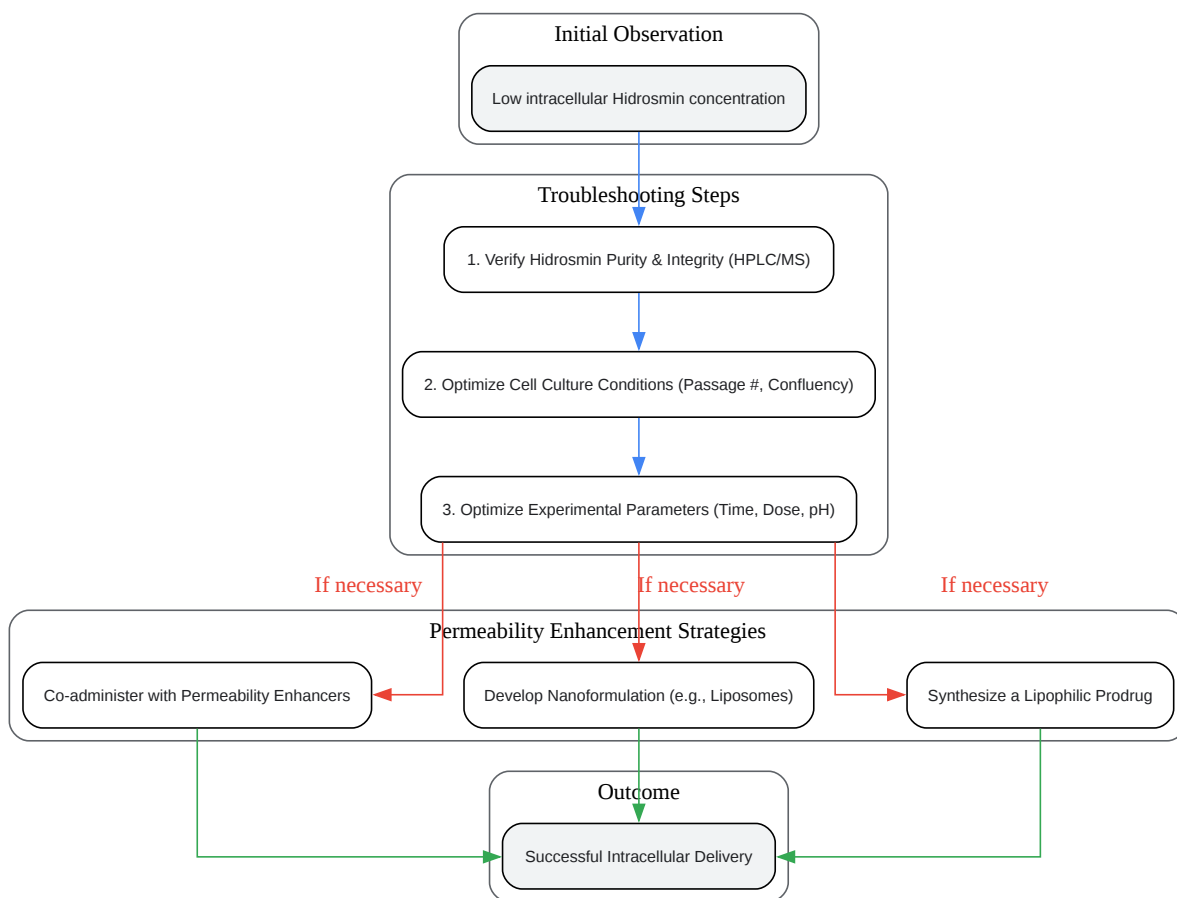 Initial Observation
Low intracellular Hidrosmin concentration
Troubleshooting Steps
1. Verify Hidrosmin Purity & Integrity (HPLC/MS)
2. Optimize Cell Culture Conditions (Passage #, Confluency)
3. Optimize Experimental Parameters (Time, Dose, pH)
If necessary
If necessary
If necessary
Permeability Enhancement Strategies
Co-administer with Permeability Enhancers
Develop Nanoformulation (e.g., Liposomes)
Synthesize a Lipophilic Prodrug
Outcome
Successful Intracellular Delivery